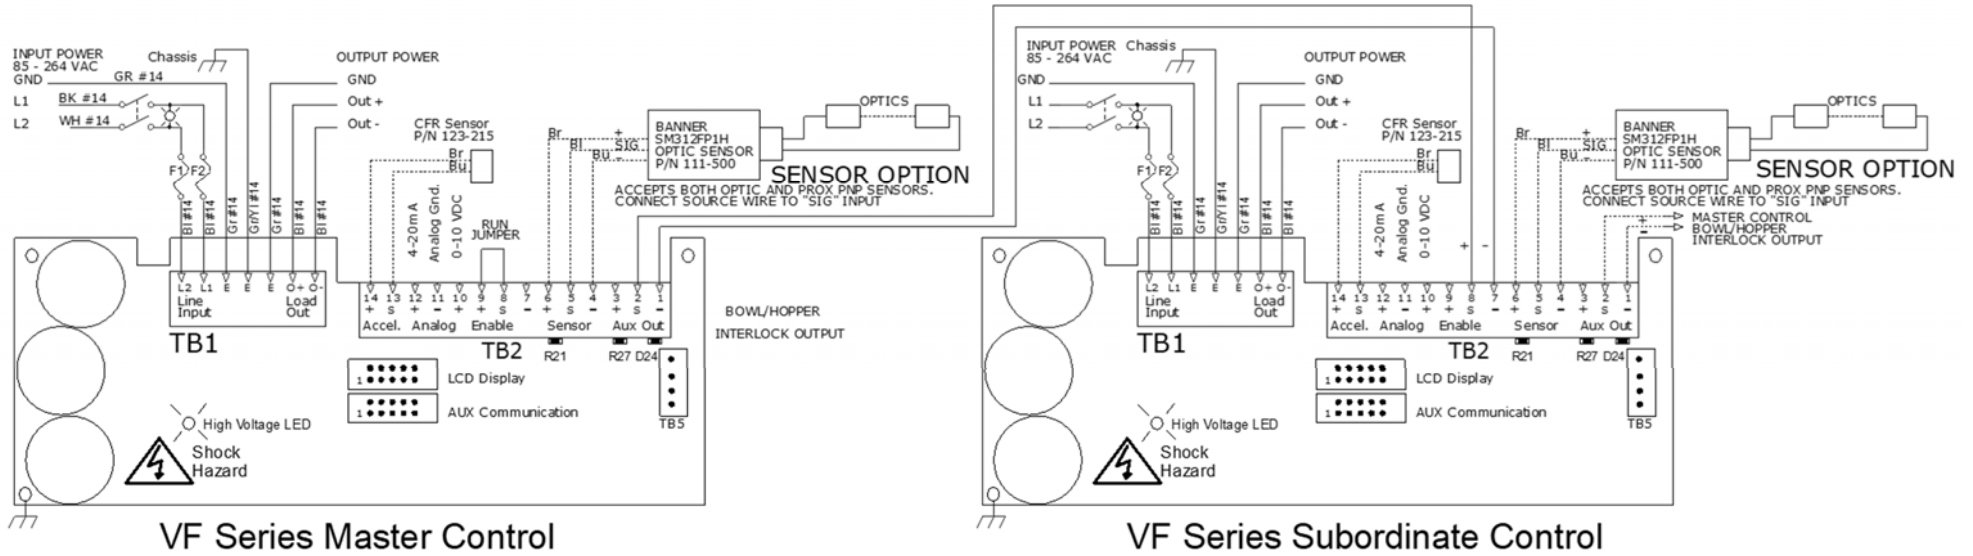 INPUT POWER
85 - 264 VAC
GND
GR #14
L1
BK #14
L2
WH #14
Chassis
OUTPUT POWER
GND
Out +
Out -
F1
F2
Bl #14
Bl #14
Gr #14
Gr/Yl #14
Gr #14
Bl #14
Bl #14
CFR Sensor
P/N 123-215
Br
Bu
4-20m A
Analog Gnd.
0-10 VDC
RUN
JUMPER
Br
Bl
Bu
+
SIG
-
BANNER
SM312FP1H
OPTIC SENSOR
P/N 111-500
OPTICS
SENSOR OPTION
ACCEPTS BOTH OPTIC AND PROX PNP SENSORS.
CONNECT SOURCE WIRE TO "SIG" INPUT
L2 L1 E E E O+ O-
Line
Input
Load
Out
TB1
14 13 12 11 10 9 8 7 6 5 4 3 2 1
+ S + - + + S - + S - + S -
Accel. Analog Enable Sensor Aux Out
TB2
R21
R27 D24
BOWL/HOPPER
INTERLOCK OUTPUT
1
LCD Display
1
AUX Communication
TB5
High Voltage LED
Shock
Hazard
VF Series Master Control
INPUT POWER
85 - 264 VAC
GND
L1
L2
Chassis
OUTPUT POWER
GND
Out +
Out -
F1
F2
Bl #14
Bl #14
Gr #14
Gr/Yl #14
Gr #14
Bl #14
Bl #14
CFR Sensor
P/N 123-215
Br
Bu
4-20m A
Analog Gnd.
0-10 VDC
+ -
Br
Bl
Bu
+
SIG
-
BANNER
SM312FP1H
OPTIC SENSOR
P/N 111-500
OPTICS
SENSOR OPTION
ACCEPTS BOTH OPTIC AND PROX PNP SENSORS.
CONNECT SOURCE WIRE TO "SIG" INPUT
+
-
MASTER CONTROL
BOWL/HOPPER
INTERLOCK OUTPUT
L2 L1 E E E O+ O-
Line
Input
Load
Out
TB1
14 13 12 11 10 9 8 7 6 5 4 3 2 1
+ S + - + + S - + S - + S -
Accel. Analog Enable Sensor Aux Out
TB2
R21
R27 D24
1
LCD Display
1
AUX Communication
TB5
High Voltage LED
Shock
Hazard
VF Series Subordinate Control